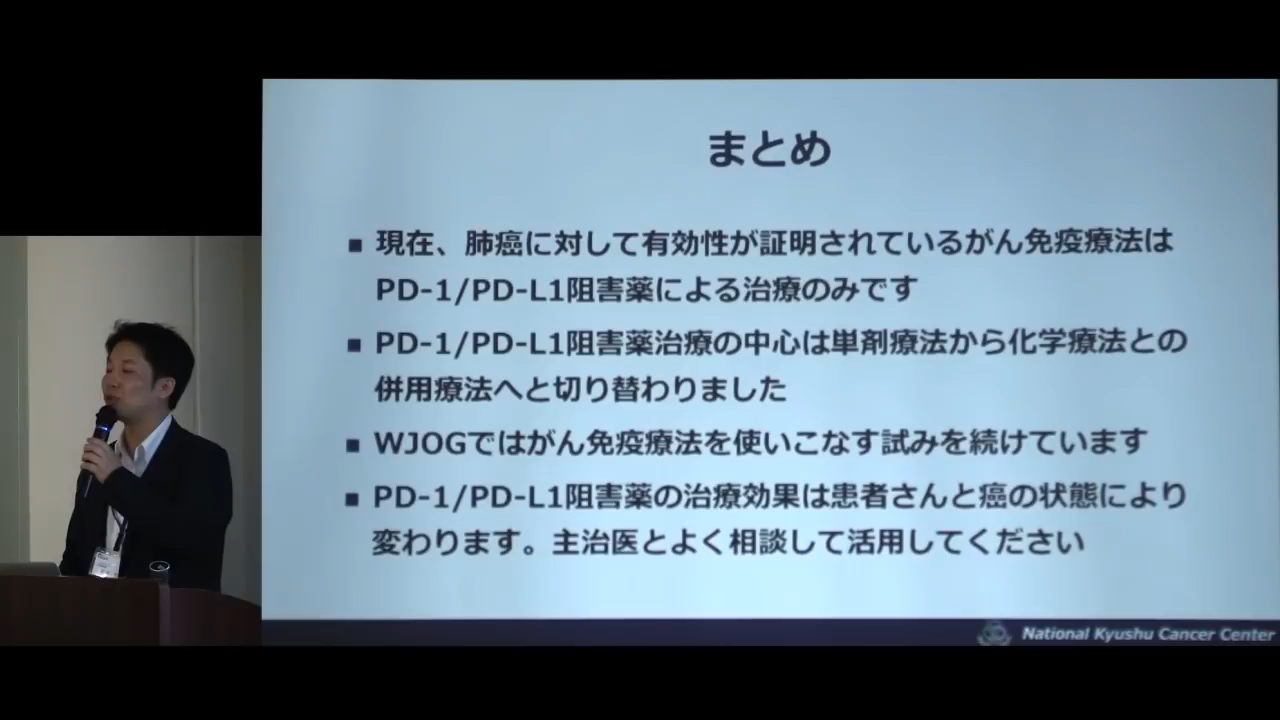 まとめ
■ 現在、肺癌に対して有効性が証明されているがん免疫療法は
PD-1/PD-L1阻害薬による治療のみです
■ PD-1/PD-L1阻害薬治療の中心は単剤療法から化学療法との
併用療法へと切り替わりました
■ WJOGではがん免疫療法を使いこなす試みを続けています
■ PD-1/PD-L1阻害薬の治療効果は患者さんと癌の状態により
変わります。主治医とよく相談して活用してください
National Kyushu Cancer Center